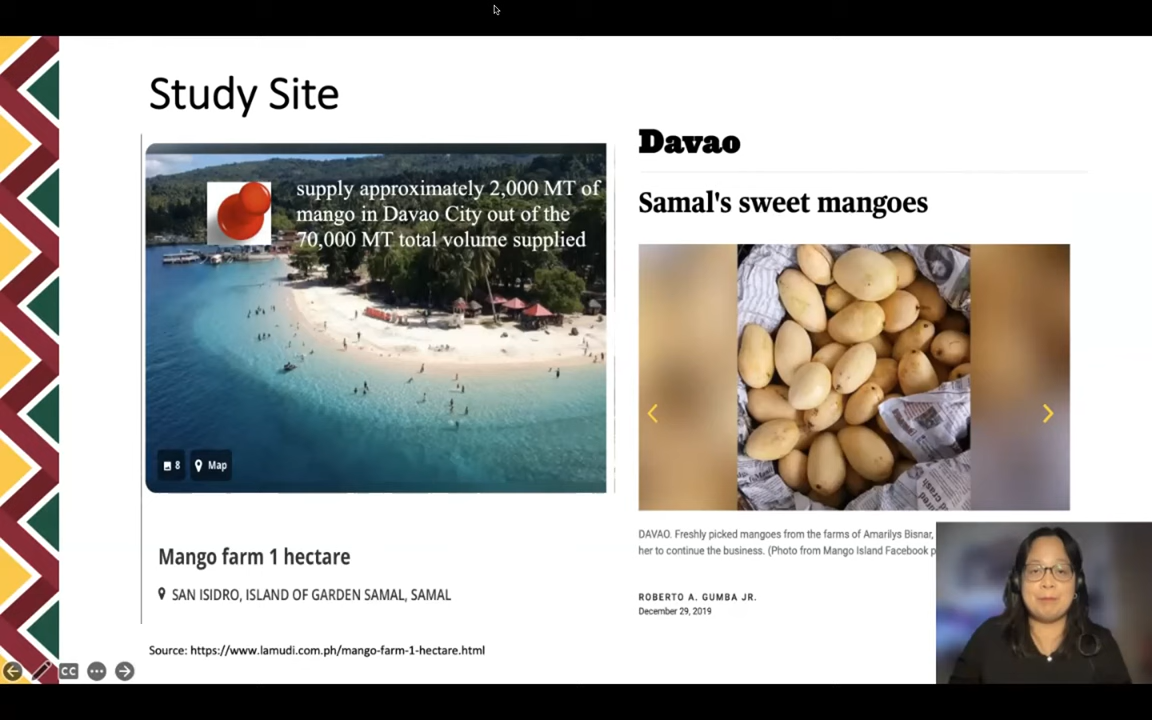 Study Site
supply approximately 2,000 MT of
mango in Davao City out of the
70,000 MT total volume supplied
8
Map
Mango farm 1 hectare
SAN ISIDRO, ISLAND OF GARDEN SAMAL, SAMAL
Source: https://www.lamudi.com.ph/mango-farm-1-hectare.html
Davao
Samal's sweet mangoes
DAVAO. Freshly picked mangoes from the farms of Amarilys Bisnar,
her to continue the business. (Photo from Mango Island Facebook p
ROBERTO A. GUMBA JR.
December 29, 2019
CC